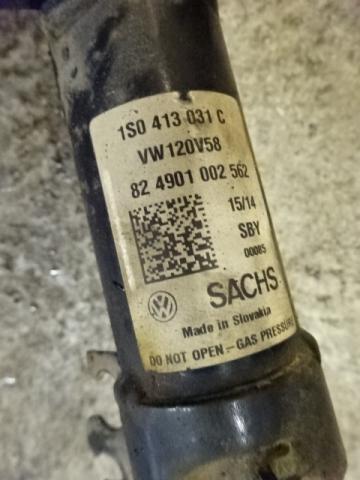 1S0 413 031 C
VW120V58
82 4901 002 562
15/14
SBY
00085
SACHS
Made in Slovakia
DO NOT OPEN – GAS PRESSURE